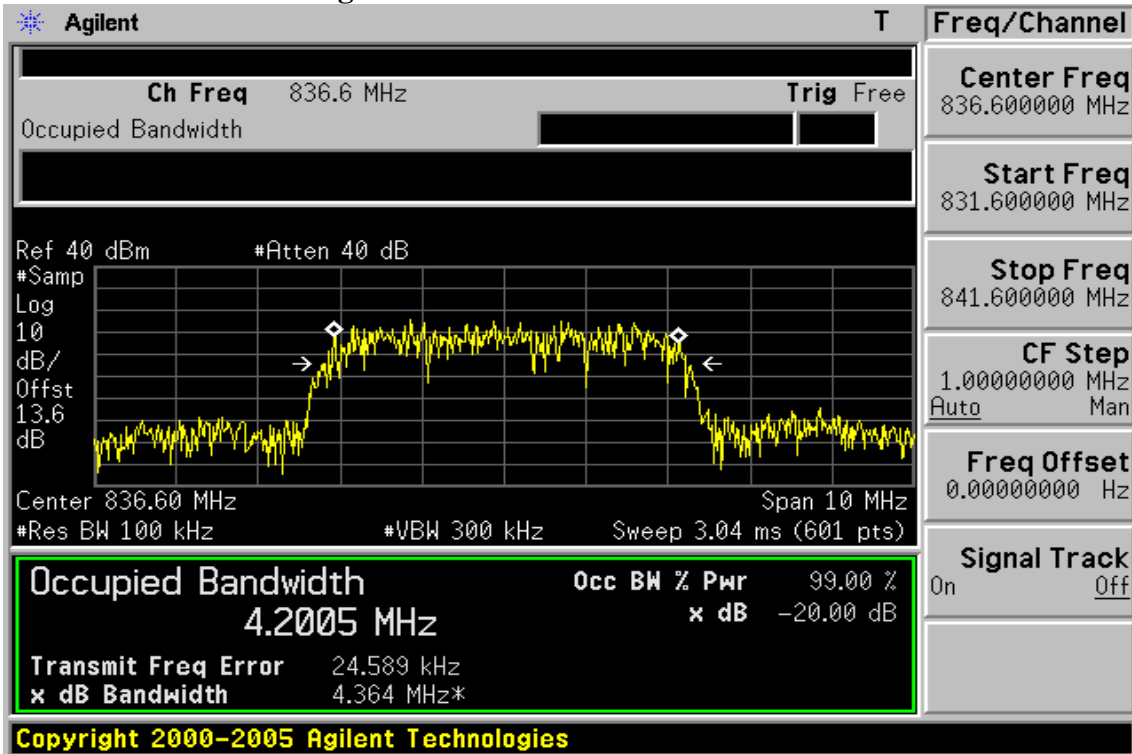 Agilent
T
Freq/Channel
Ch Freq 836.6 MHz Trig Free
Occupied Bandwidth
Center Freq
836.600000 MHz
Start Freq
831.600000 MHz
Stop Freq
841.600000 MHz
CF Step
1.00000000 MHz
Auto Man
Freq Offset
0.00000000 Hz
Signal Track
On Off
Ref 40 dBm #Atten 40 dB
#Samp
Log
10
dB/
Offst
13.6
dB
Center 836.60 MHz Span 10 MHz
#Res BW 100 kHz #VBW 300 kHz Sweep 3.04 ms (601 pts)
Occupied Bandwidth
4.2005 MHz
Occ BW % Pwr 99.00 %
x dB -20.00 dB
Transmit Freq Error 24.589 kHz
x dB Bandwidth 4.364 MHz*
Copyright 2000-2005 Agilent Technologies